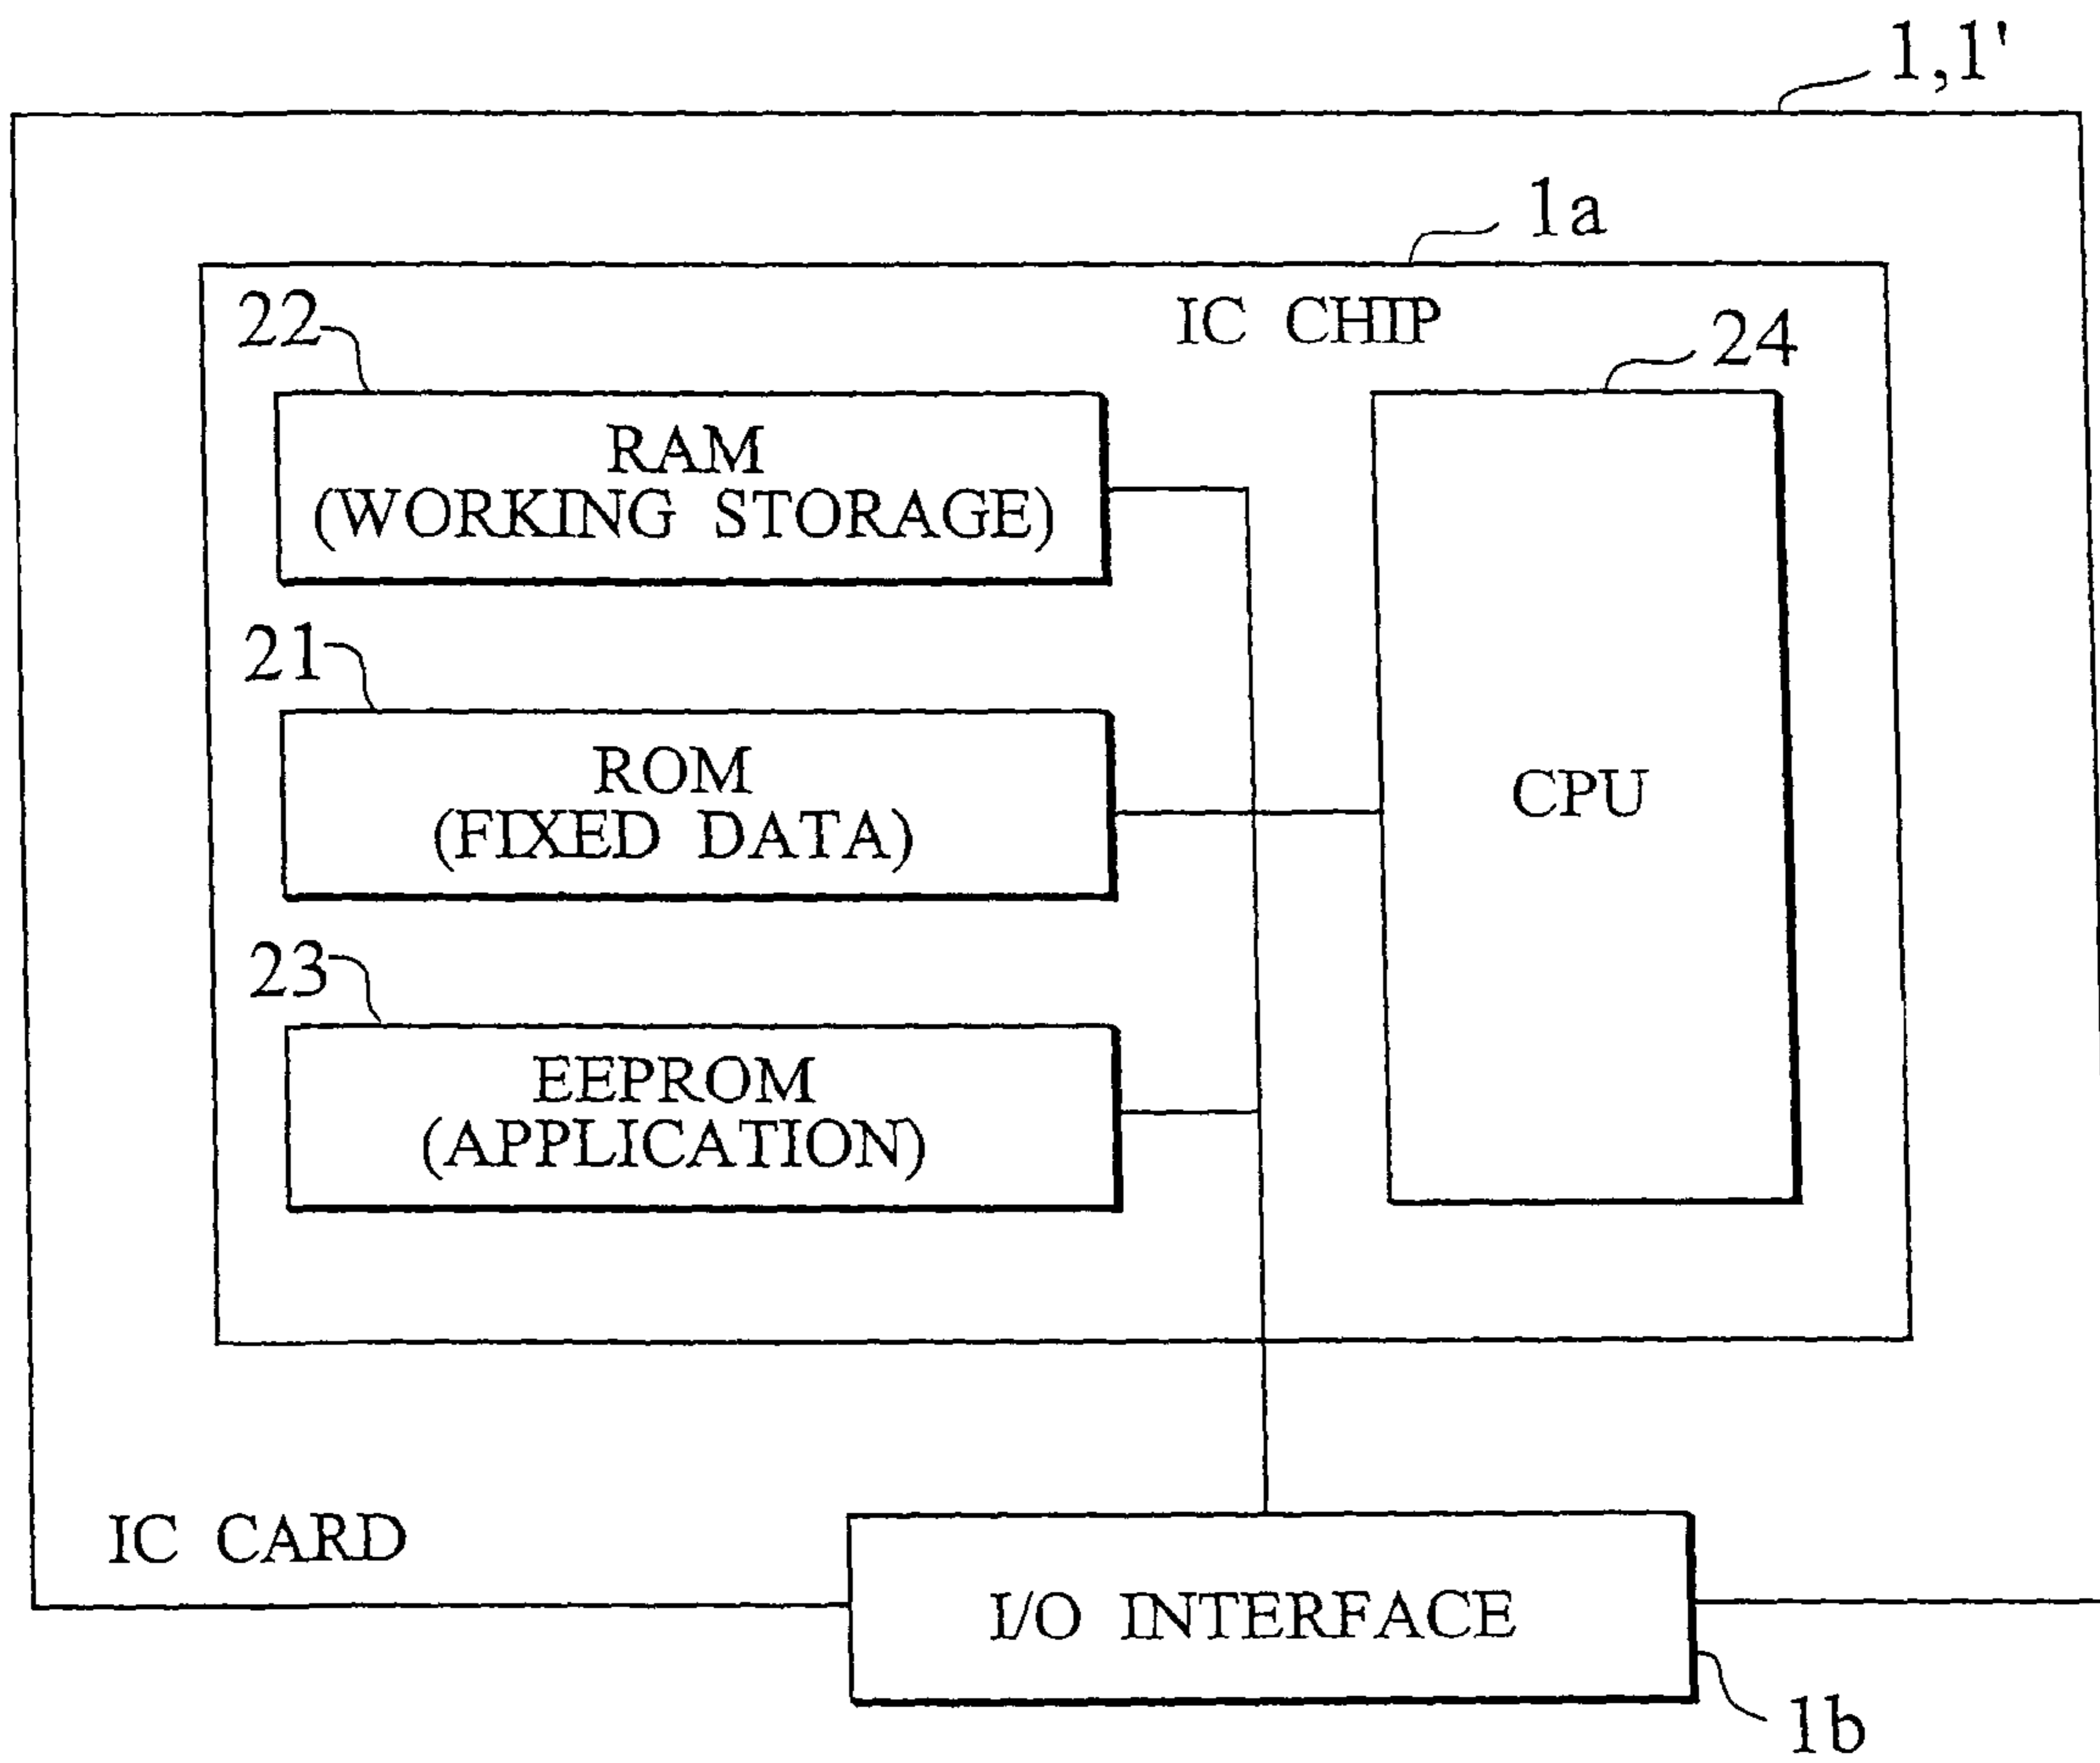 1,1'
1a
IC CHIP
22
24
RAM
(WORKING STORAGE)
21
ROM
(FIXED DATA)
CPU
23
EEPROM
(APPLICATION)
IC CARD
I/O INTERFACE
1b